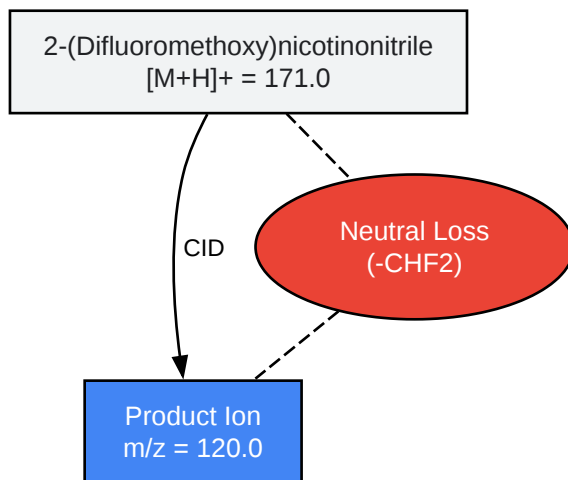 2-(Difluoromethoxy)nicotinonitrile
[M+H]+ = 171.0
CID
Neutral Loss
(-CHF2)
Product Ion
m/z = 120.0